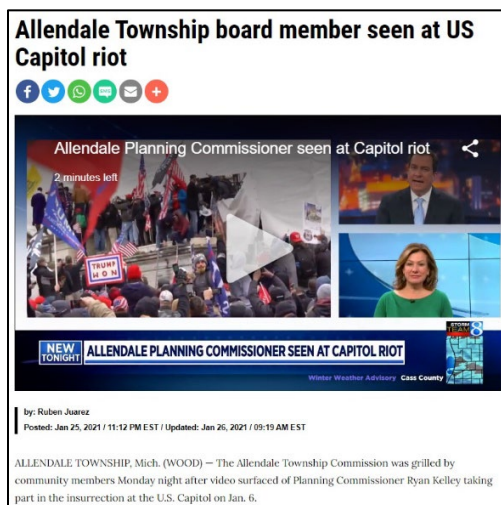 Allendale Township board member seen at US
Capitol riot
Allendale Planning Commissioner seen at Capitol riot
2 minutes left
TRUMP
WON
NEW
TONIGHT
ALLENDALE PLANNING COMMISSIONER SEEN AT CAPITOL RIOT
STORM
TEAM
8
Winter Weather Advisory Cass County
by: Ruben Juarez
Posted: Jan 25, 2021 / 11:12 PM EST / Updated: Jan 26, 2021 / 09:19 AM EST
ALLENDALE TOWNSHIP, Mich. (WOOD) — The Allendale Township Commission was grilled by
community members Monday night after video surfaced of Planning Commissioner Ryan Kelley taking
part in the insurrection at the U.S. Capitol on Jan. 6.